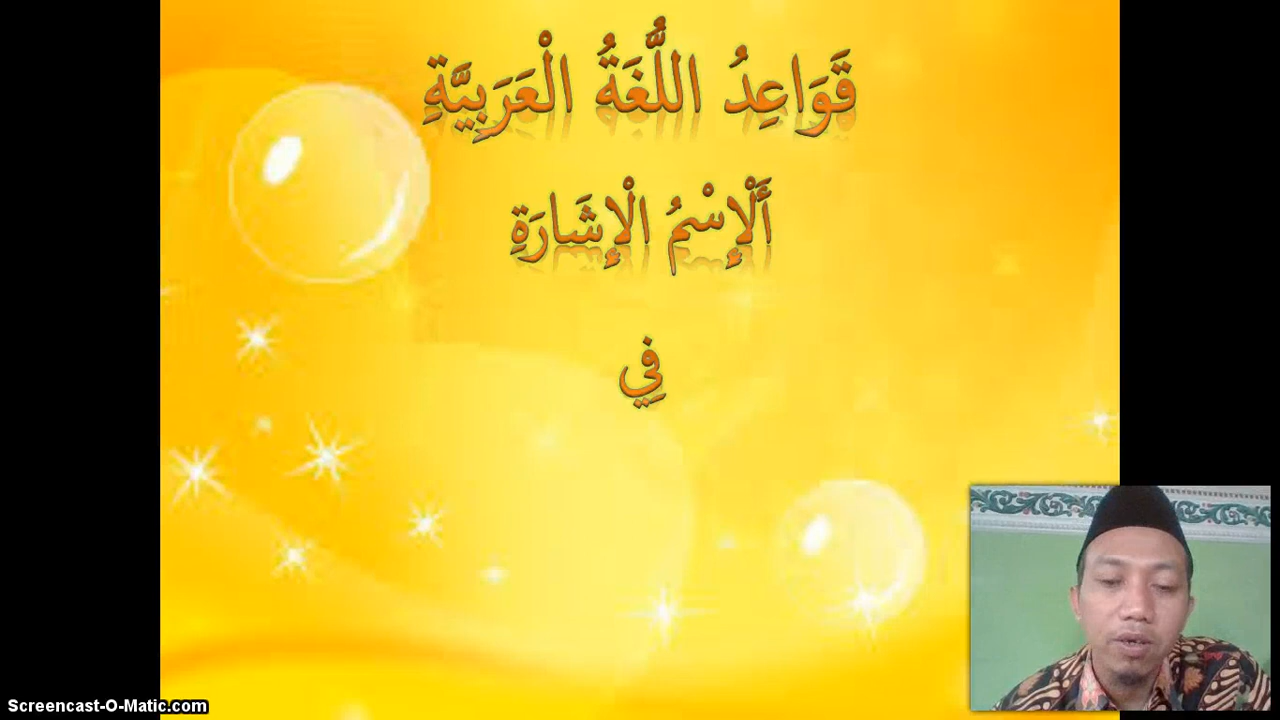 قَوَاعِدُ اللُّغَةُ الْعَرَبِيَّةِ
أَلْإِسْمُ الْإِشَارَةِ
فِي
Screencast-O-Matic.com